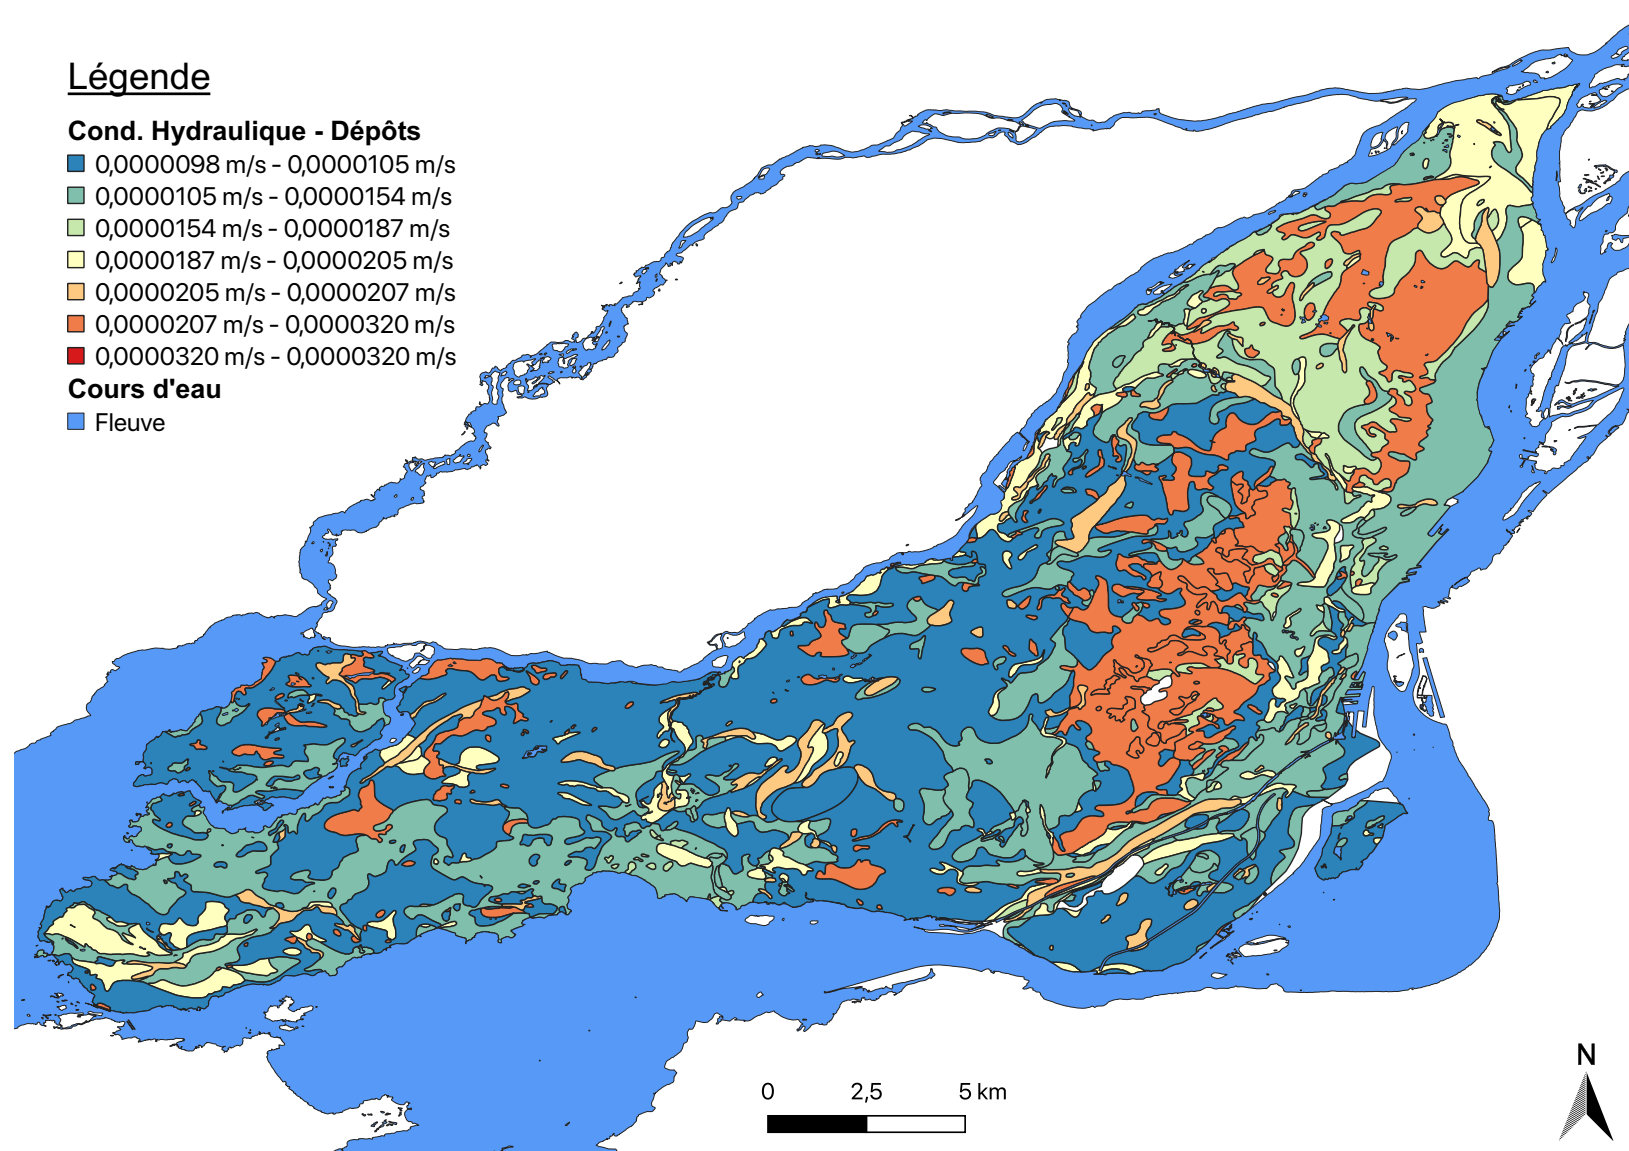 Légende
Cond. Hydraulique - Dépôts
0,0000098 m/s - 0,0000105 m/s
0,0000105 m/s - 0,0000154 m/s
0,0000154 m/s - 0,0000187 m/s
0,0000187 m/s - 0,0000205 m/s
0,0000205 m/s - 0,0000207 m/s
0,0000207 m/s - 0,0000320 m/s
0,0000320 m/s - 0,0000320 m/s
Cours d'eau
Fleuve
N
0 2,5 5 km